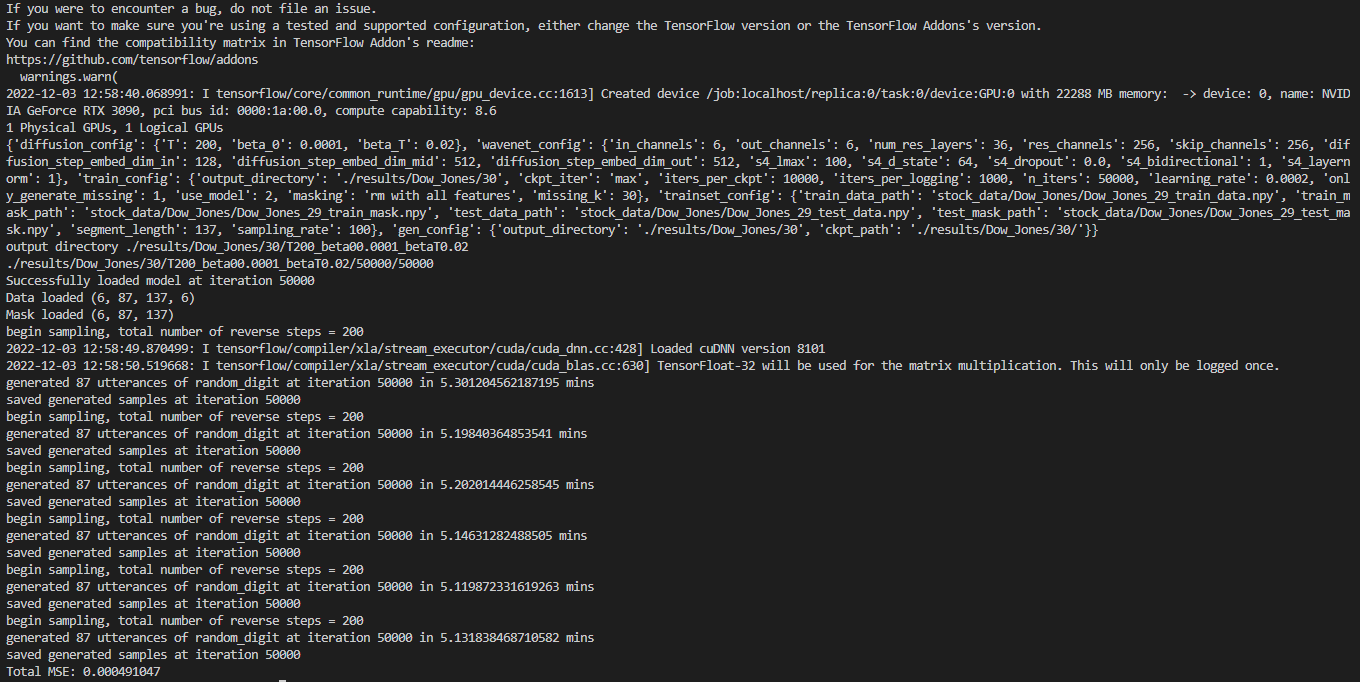 If you were to encounter a bug, do not file an issue.
If you want to make sure you're using a tested and supported configuration, either change the TensorFlow version or the TensorFlow Addons's version.
You can find the compatibility matrix in TensorFlow Addon's readme:
https://github.com/tensorflow/addons
  warnings.warn(
2022-12-03 12:58:40.068991: I tensorflow/core/common_runtime/gpu/gpu_device.cc:1613] Created device /job:localhost/replica:0/task:0/device:GPU:0 with 22288 MB memory:  -> device: 0, name: NVID
IA GeForce RTX 3090, pci bus id: 0000:1a:00.0, compute capability: 8.6
1 Physical GPUs, 1 Logical GPUs
{'diffusion_config': {'T': 200, 'beta_0': 0.0001, 'beta_T': 0.02}, 'wavenet_config': {'in_channels': 6, 'out_channels': 6, 'num_res_layers': 36, 'res_channels': 256, 'skip_channels': 256, 'dif
fusion_step_embed_dim_in': 128, 'diffusion_step_embed_dim_mid': 512, 'diffusion_step_embed_dim_out': 512, 's4_lmax': 100, 's4_d_state': 64, 's4_dropout': 0.0, 's4_bidirectional': 1, 's4_layern
orm': 1}, 'train_config': {'output_directory': './results/Dow_Jones/30', 'ckpt_iter': 'max', 'iters_per_ckpt': 10000, 'iters_per_logging': 1000, 'n_iters': 50000, 'learning_rate': 0.0002, 'onl
y_generate_missing': 1, 'use_model': 2, 'masking': 'rm with all features', 'missing_k': 30}, 'trainset_config': {'train_data_path': 'stock_data/Dow_Jones/Dow_Jones_29_train_data.npy', 'train_m
ask_path': 'stock_data/Dow_Jones/Dow_Jones_29_train_mask.npy', 'test_data_path': 'stock_data/Dow_Jones/Dow_Jones_29_test_data.npy', 'test_mask_path': 'stock_data/Dow_Jones/Dow_Jones_29_test_ma
sk.npy', 'segment_length': 137, 'sampling_rate': 100}, 'gen_config': {'output_directory': './results/Dow_Jones/30', 'ckpt_path': './results/Dow_Jones/30/'}}
output directory ./results/Dow_Jones/30/T200_beta00.0001_betaT0.02
./results/Dow_Jones/30/T200_beta00.0001_betaT0.02/50000/50000
Successfully loaded model at iteration 50000
Data loaded (6, 87, 137, 6)
Mask loaded (6, 87, 137)
begin sampling, total number of reverse steps = 200
2022-12-03 12:58:49.870499: I tensorflow/compiler/xla/stream_executor/cuda/cuda_dnn.cc:428] Loaded cuDNN version 8101
2022-12-03 12:58:50.519668: I tensorflow/compiler/xla/stream_executor/cuda/cuda_blas.cc:630] TensorFloat-32 will be used for the matrix multiplication. This will only be logged once.
generated 87 utterances of random_digit at iteration 50000 in 5.301204562187195 mins
saved generated samples at iteration 50000
begin sampling, total number of reverse steps = 200
generated 87 utterances of random_digit at iteration 50000 in 5.19840364853541 mins
saved generated samples at iteration 50000
begin sampling, total number of reverse steps = 200
generated 87 utterances of random_digit at iteration 50000 in 5.202014446258545 mins
saved generated samples at iteration 50000
begin sampling, total number of reverse steps = 200
generated 87 utterances of random_digit at iteration 50000 in 5.14631282488505 mins
saved generated samples at iteration 50000
begin sampling, total number of reverse steps = 200
generated 87 utterances of random_digit at iteration 50000 in 5.119872331619263 mins
saved generated samples at iteration 50000
begin sampling, total number of reverse steps = 200
generated 87 utterances of random_digit at iteration 50000 in 5.131838468710582 mins
saved generated samples at iteration 50000
Total MSE: 0.000491047